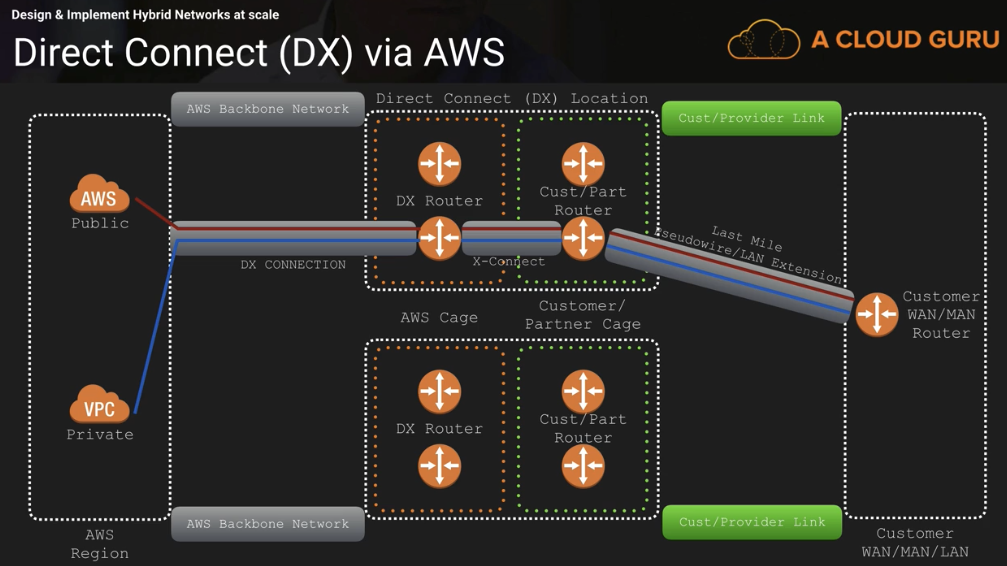 Design & Implement Hybrid Networks at scale
Direct Connect (DX) via AWS
A CLOUD GURU
AWS Backbone Network
Direct Connect (DX) Location
Cust/Provider Link
AWS
Public
DX Router
Cust/Part
Router
DX CONNECTION
X-Connect
Last Mile
Pseudowire/LAN Extension
Customer
WAN/MAN
Router
AWS Cage
Customer/
Partner Cage
VPC
Private
DX Router
Cust/Part
Router
AWS Backbone Network
Cust/Provider Link
AWS
Region
Customer
WAN/MAN/LAN